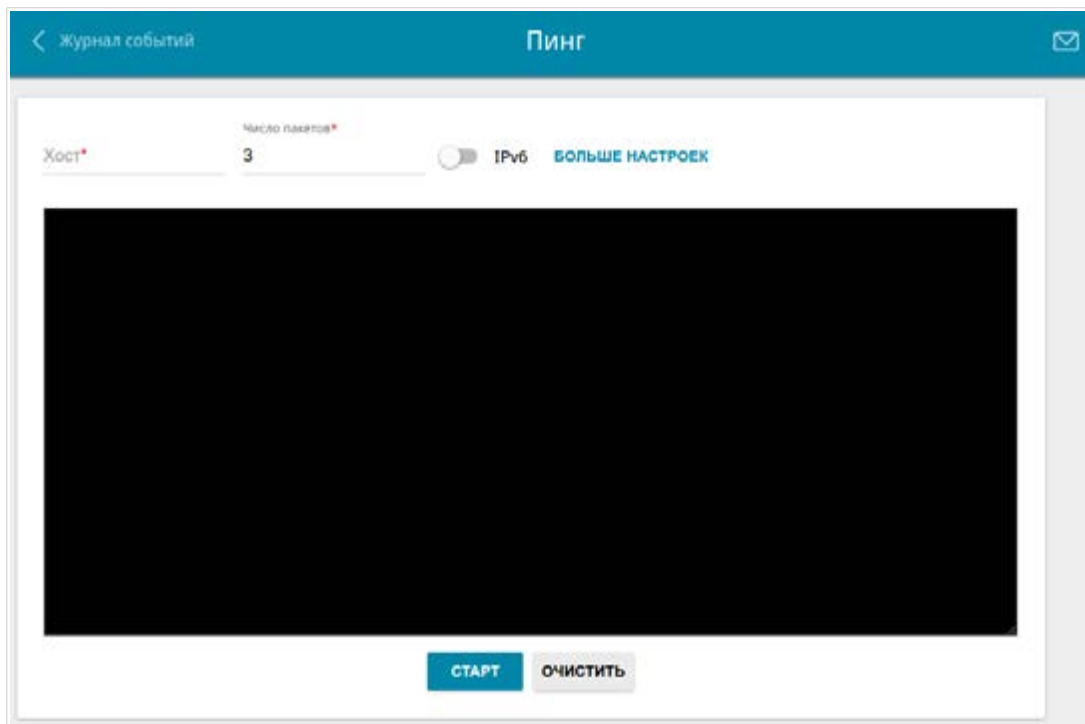 Журнал событий
Пинг
Число пакетов*
Хост*
3
IPv6
БОЛЬШЕ НАСТРОЕК
СТАРТ
ОЧИСТИТЬ